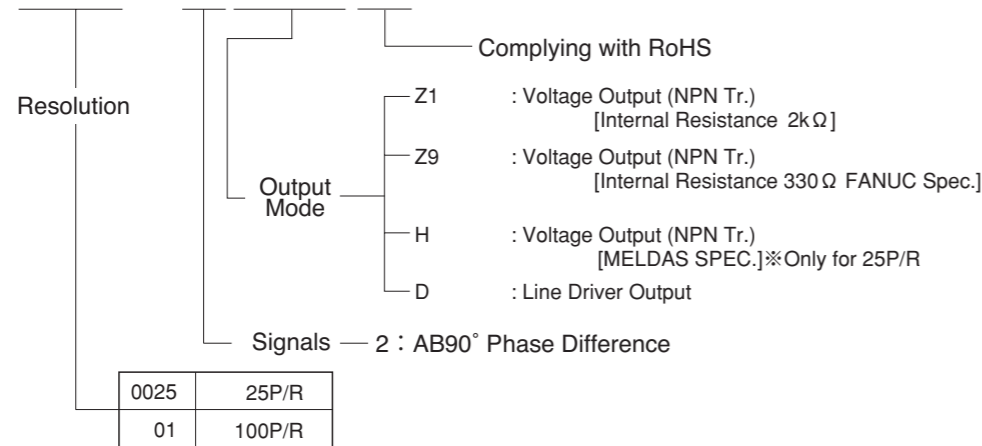 Complying with RoHS
Resolution
Output
Mode
Z1 : Voltage Output (NPN Tr.)
[Internal Resistance 2kΩ]
Z9 : Voltage Output (NPN Tr.)
[Internal Resistance 330Ω FANUC Spec.]
H : Voltage Output (NPN Tr.)
[MELDAS SPEC.]※Only for 25P/R
D : Line Driver Output
Signals 2：AB90° Phase Difference
0025 25P/R
01 100P/R